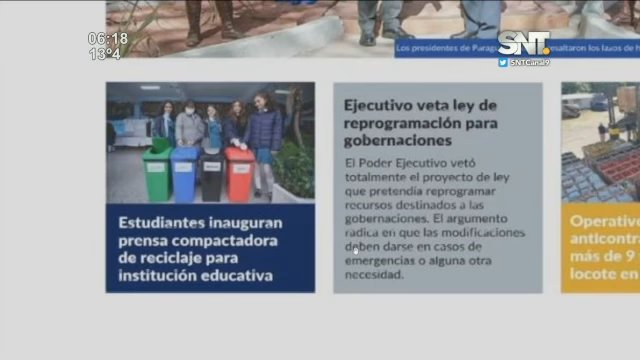 06:18
13°4
SNT
SNTCanal9
Los presidentes de Parag
saltaron los lazos de h
Estudiantes inauguran
prensa compactadora
de reciclaje para
institución educativa
Ejecutivo veta ley de
reprogramación para
gobernaciones
El Poder Ejecutivo vetó
totalmente el proyecto de ley
que pretendía reprogramar
recursos destinados a las
gobernaciones. El argumento
radica en que las modificaciones
deben darse en casos de
emergencias o alguna otra
necesidad.
Operativo
anticontra
más de 9
locote en